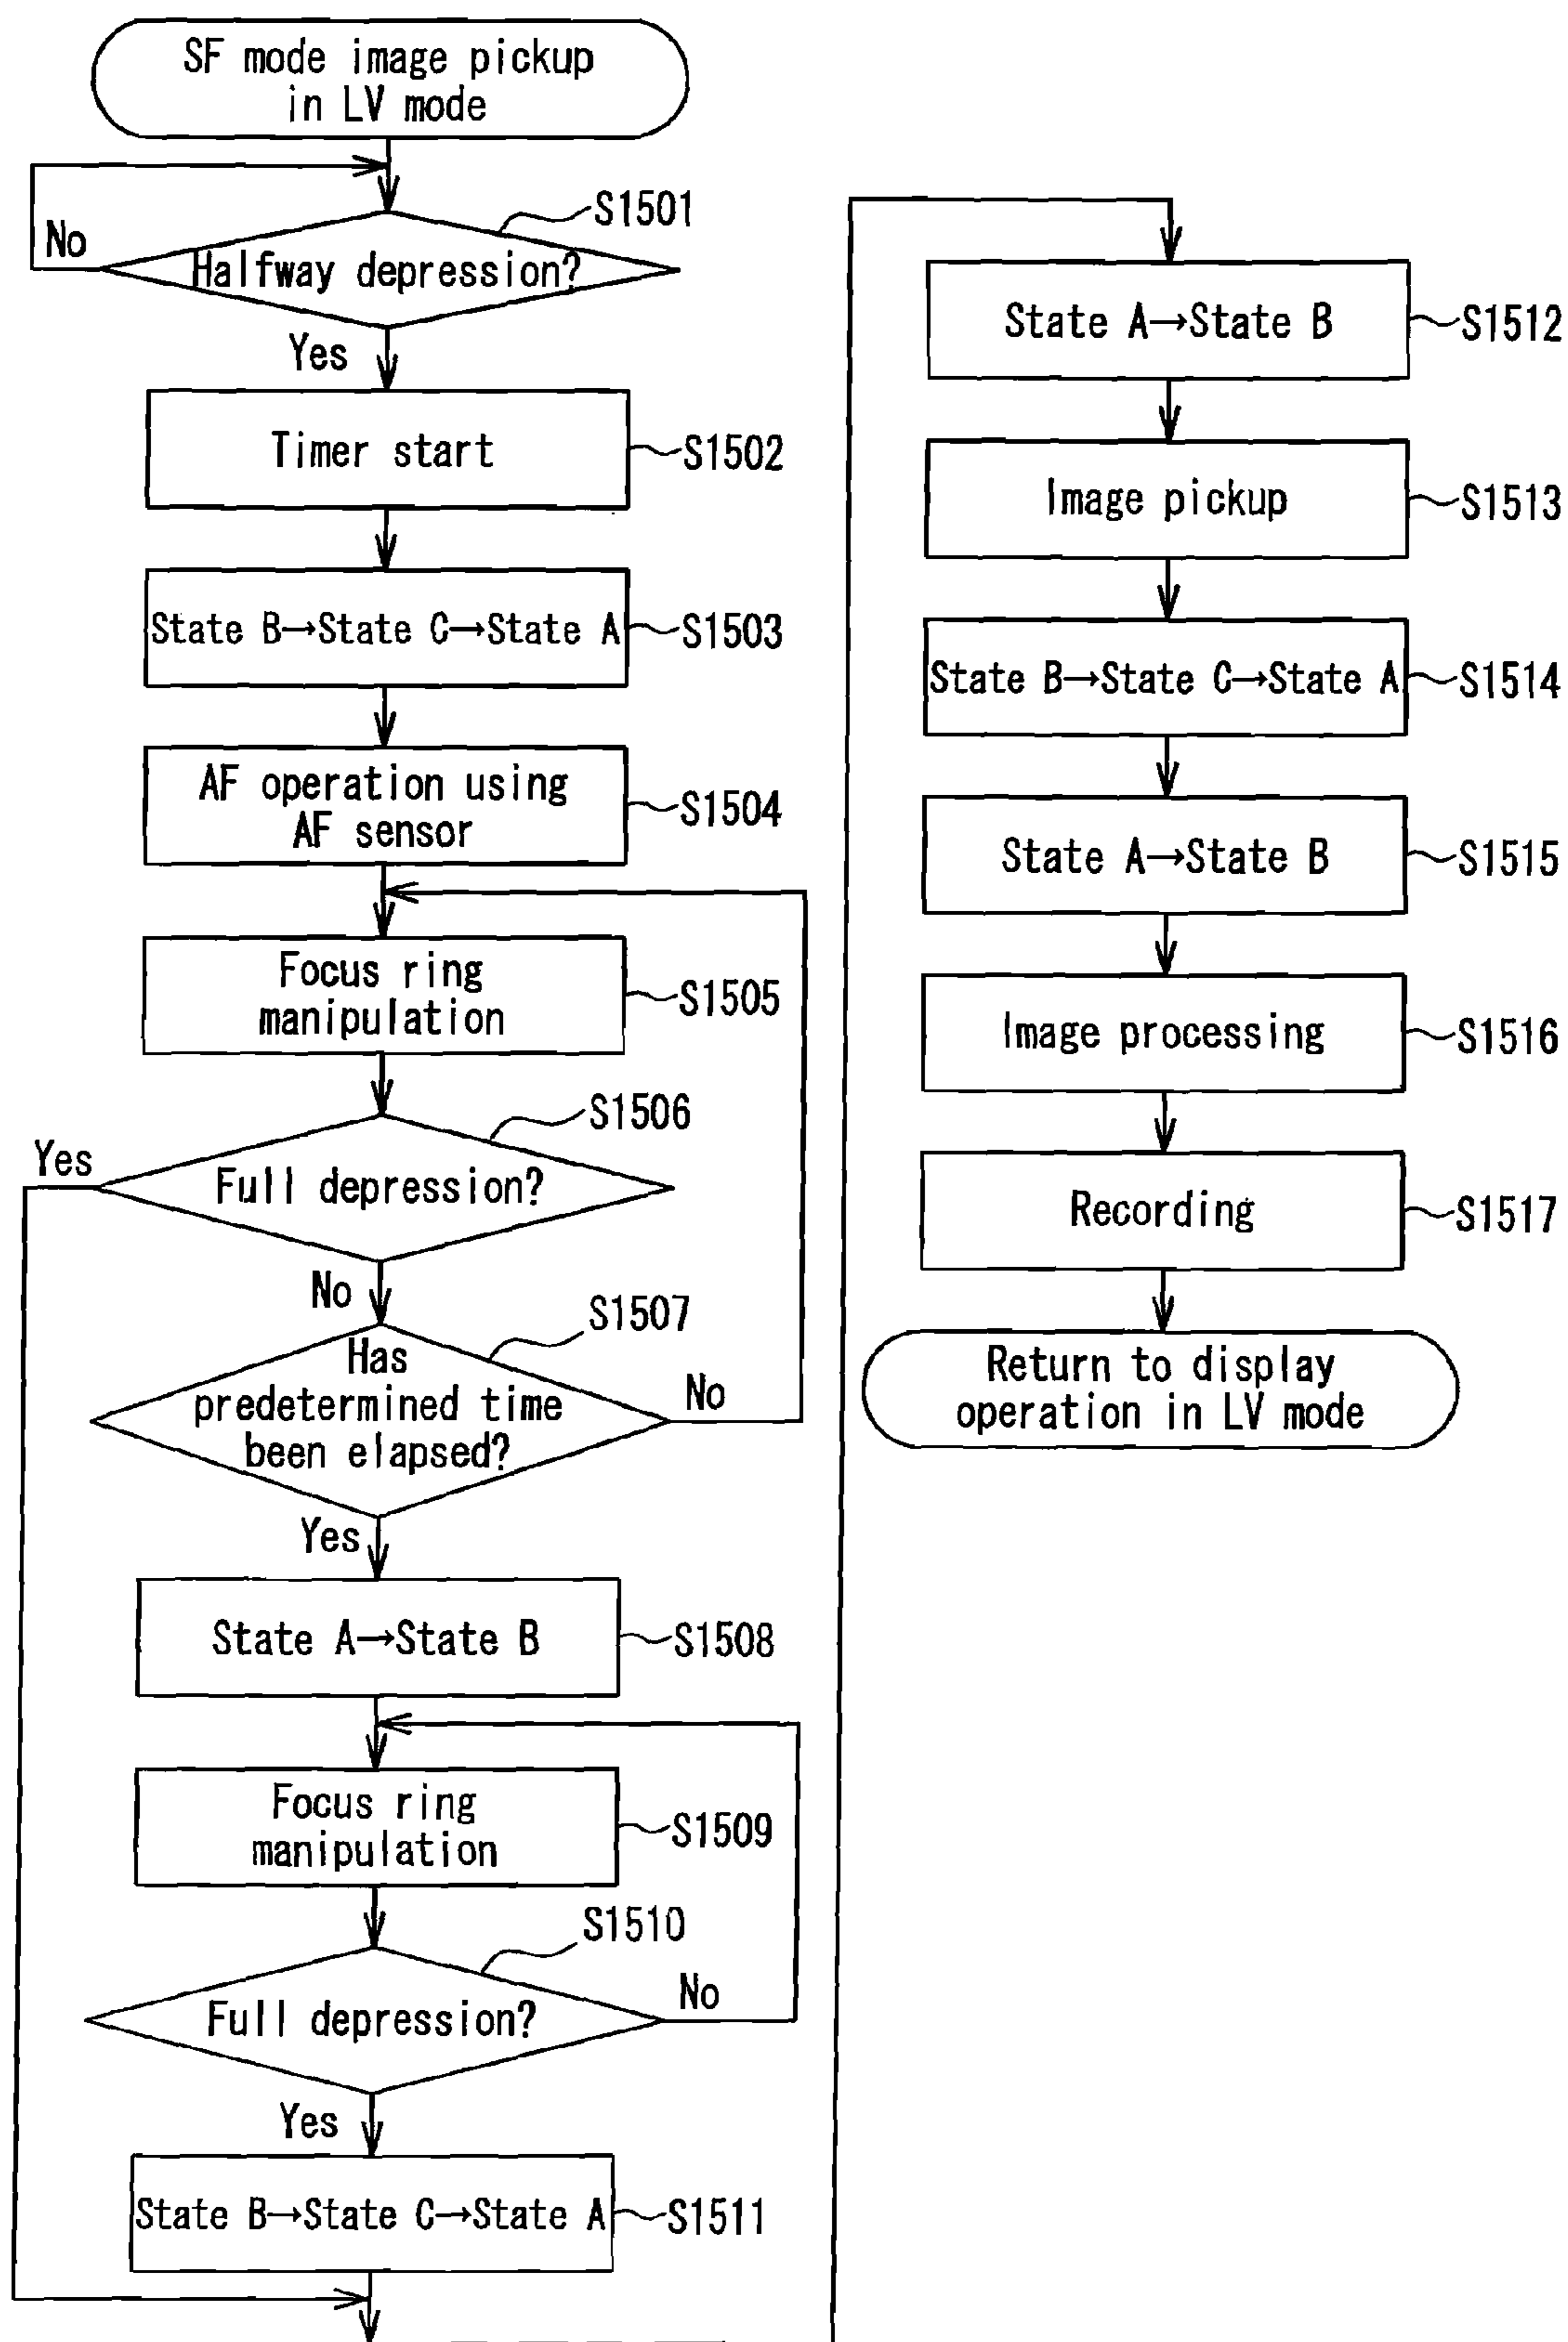 SF mode image pickup
in LV mode
S1501
No
Halfway depression?
Yes
Timer start
S1502
State B→State C→State A
S1503
AF operation using
AF sensor
S1504
Focus ring
manipulation
S1505
S1506
Yes
Full depression?
No
S1507
Has
predetermined time
been elapsed?
No
Yes
State A→State B
S1508
Focus ring
manipulation
S1509
S1510
Full depression?
No
Yes
State B→State C→State A
S1511
State A→State B
S1512
Image pickup
S1513
State B→State C→State A
S1514
State A→State B
S1515
Image processing
S1516
Recording
S1517
Return to display
operation in LV mode